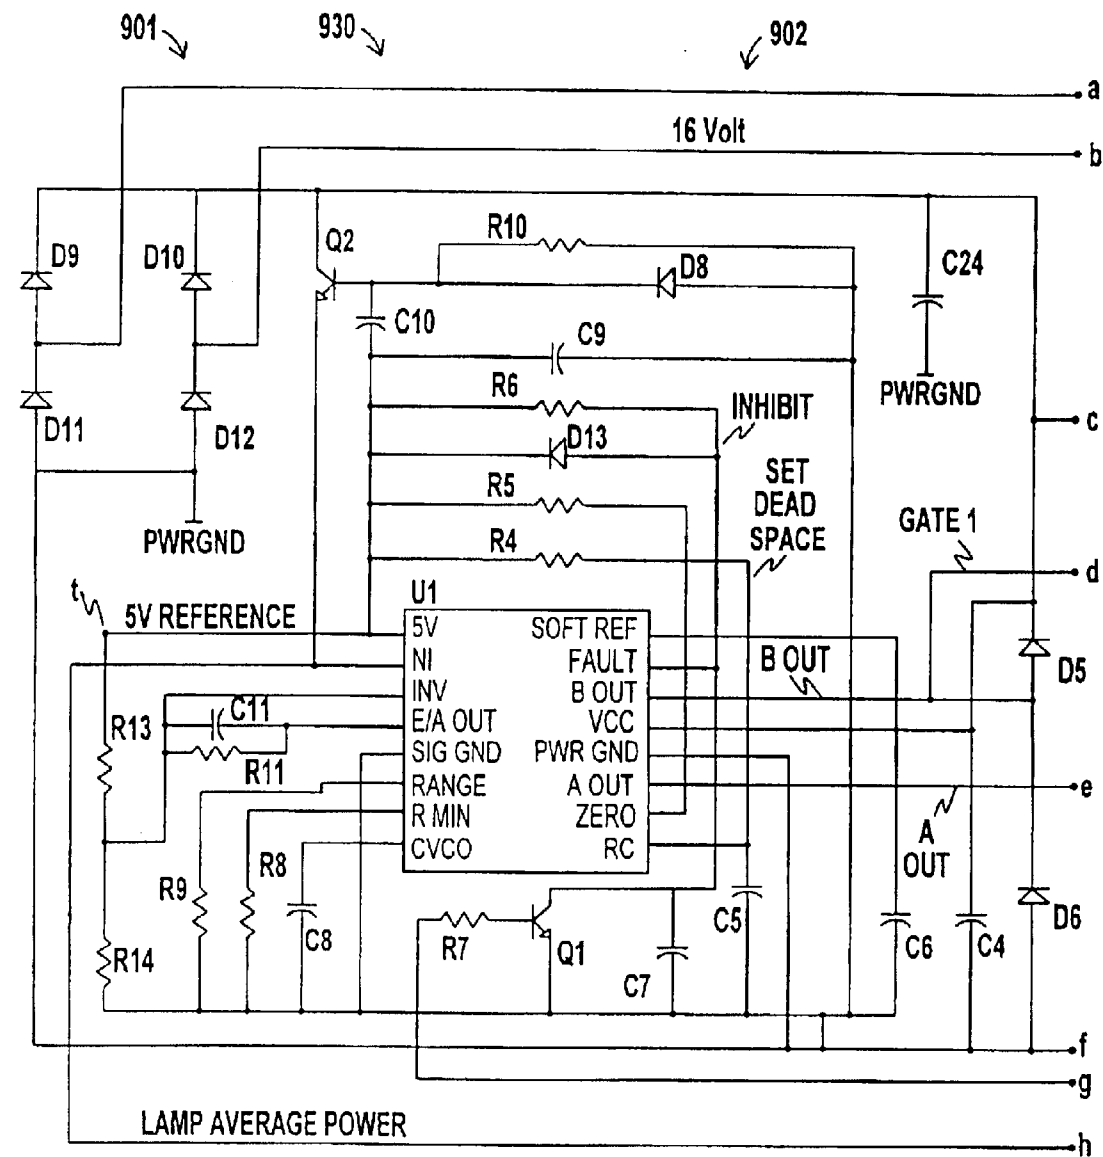 901
930
902
a
16 Volt
b
Q2
R10
D9
D10
D8
C24
C10
C9
R6
PWRGND
INHIBIT
c
D11
D12
D13
SET
DEAD
SPACE
R5
GATE 1
PWRGND
R4
d
t
U1
5V REFERENCE
5V
SOFT REF
NI
FAULT
B OUT
D5
INV
B OUT
C11
E/A OUT
VCC
R13
SIG GND
PWR GND
R11
RANGE
A OUT
e
R MIN
ZERO
A
OUT
CVCO
RC
R8
R9
C5
D6
R14
C8
R7
Q1
C7
C6
C4
f
g
LAMP AVERAGE POWER
h